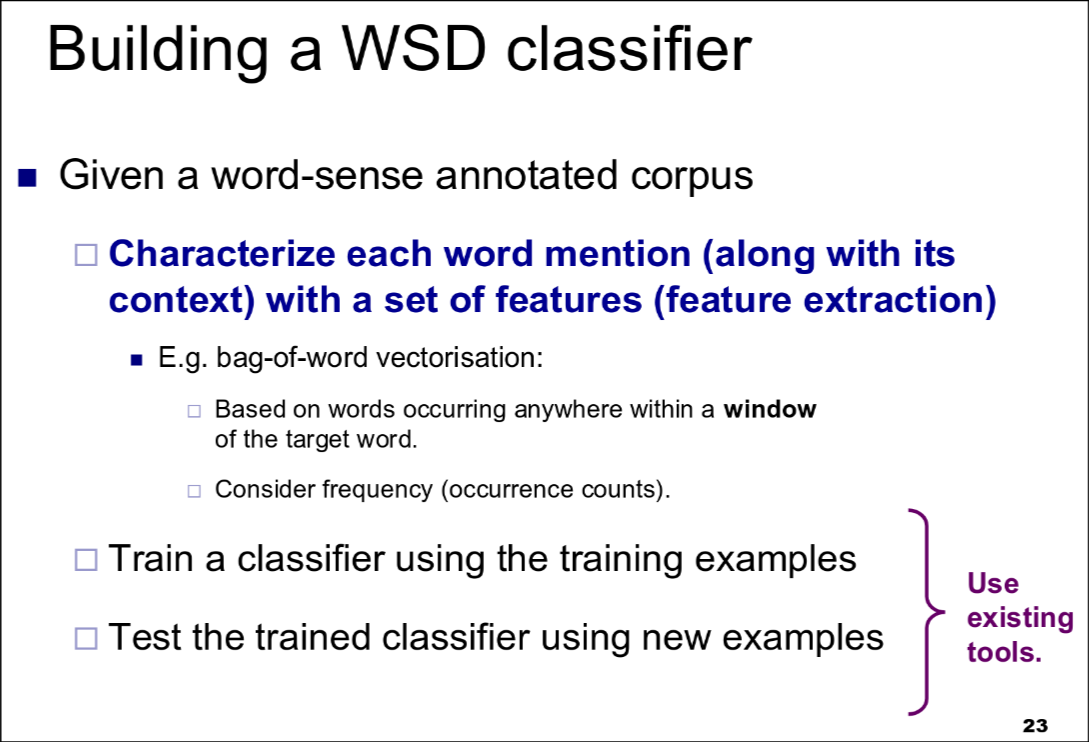 Building a WSD classifier
Given a word-sense annotated corpus
Characterize each word mention (along with its
context) with a set of features (feature extraction)
E.g. bag-of-word vectorisation:
Based on words occurring anywhere within a window
of the target word.
Consider frequency (occurrence counts).
Train a classifier using the training examples
Test the trained classifier using new examples
Use
existing
tools.
23